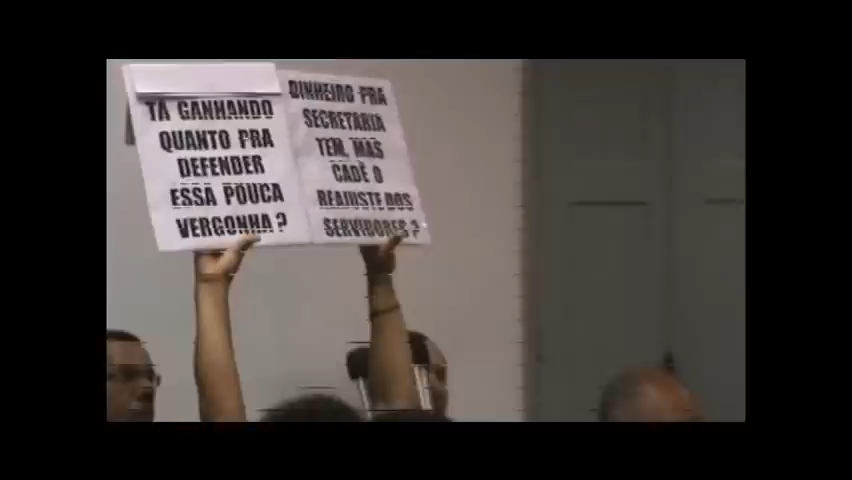 TÁ GANHANDO
QUANTO PRA
DEFENDER
ESSA POUCA
VERGONHA?
DINHEIRO PRA
SECRETARIA
TEM, MAS
CADÊ O
REAJUSTE DOS
SERVIDORES?